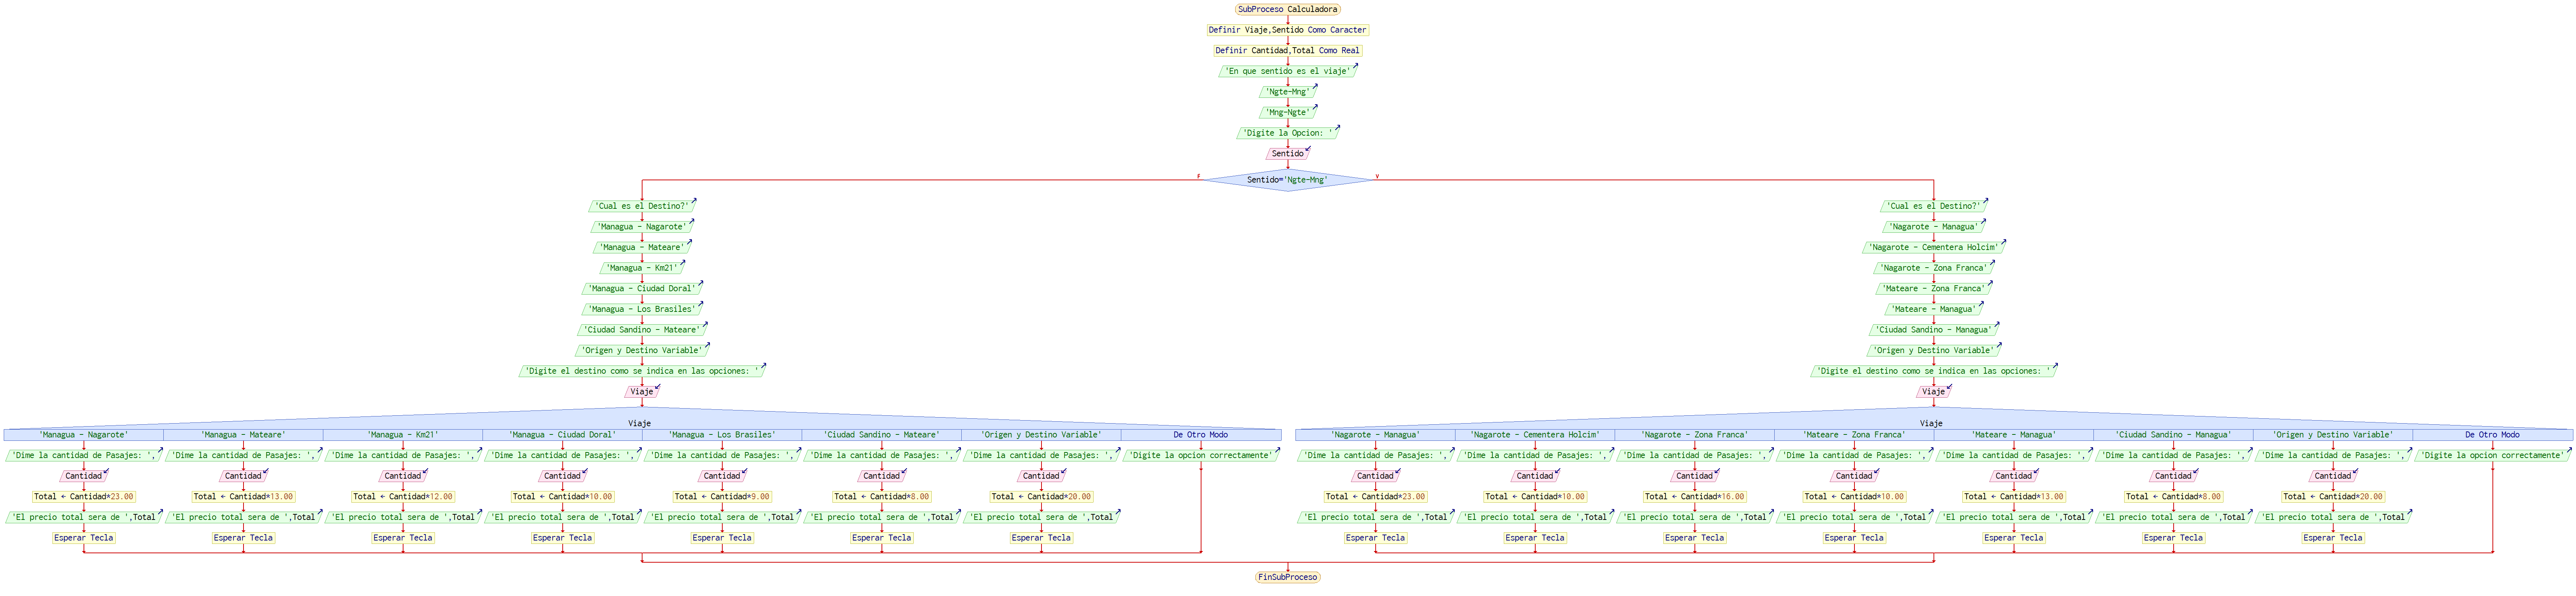 SubProceso Calculadora
Definir Viaje,Sentido Como Caracter
Definir Cantidad,Total Como Real
'En que sentido es el viaje'
'Ngte-Mng'
'Mng-Ngte'
'Digite la Opcion: '
Sentido
Sentido='Ngte-Mng'
F
V
'Cual es el Destino?'
'Managua - Nagarote'
'Managua - Mateare'
'Managua - Km21'
'Managua - Ciudad Doral'
'Managua - Los Brasiles'
'Ciudad Sandino - Mateare'
'Origen y Destino Variable'
'Digite el destino como se indica en las opciones: '
Viaje
Viaje
'Managua - Nagarote' 'Managua - Mateare' 'Managua - Km21' 'Managua - Ciudad Doral' 'Managua - Los Brasiles' 'Ciudad Sandino - Mateare' 'Origen y Destino Variable' De Otro Modo
'Dime la cantidad de Pasajes: ', 'Dime la cantidad de Pasajes: ', 'Dime la cantidad de Pasajes: ', 'Dime la cantidad de Pasajes: ', 'Dime la cantidad de Pasajes: ', 'Dime la cantidad de Pasajes: ', 'Dime la cantidad de Pasajes: ', 'Digite la opcion correctamente'
Cantidad Cantidad Cantidad Cantidad Cantidad Cantidad Cantidad
Total ← Cantidad*23.00 Total ← Cantidad*13.00 Total ← Cantidad*12.00 Total ← Cantidad*10.00 Total ← Cantidad*9.00 Total ← Cantidad*8.00 Total ← Cantidad*20.00
'El precio total sera de ',Total 'El precio total sera de ',Total 'El precio total sera de ',Total 'El precio total sera de ',Total 'El precio total sera de ',Total 'El precio total sera de ',Total 'El precio total sera de ',Total
Esperar Tecla Esperar Tecla Esperar Tecla Esperar Tecla Esperar Tecla Esperar Tecla Esperar Tecla
'Cual es el Destino?'
'Nagarote - Managua'
'Nagarote - Cementera Holcim'
'Nagarote - Zona Franca'
'Mateare - Zona Franca'
'Mateare - Managua'
'Ciudad Sandino - Managua'
'Origen y Destino Variable'
'Digite el destino como se indica en las opciones: '
Viaje
Viaje
'Nagarote - Managua' 'Nagarote - Cementera Holcim' 'Nagarote - Zona Franca' 'Mateare - Zona Franca' 'Mateare - Managua' 'Ciudad Sandino - Managua' 'Origen y Destino Variable' De Otro Modo
'Dime la cantidad de Pasajes: ', 'Dime la cantidad de Pasajes: ', 'Dime la cantidad de Pasajes: ', 'Dime la cantidad de Pasajes: ', 'Dime la cantidad de Pasajes: ', 'Dime la cantidad de Pasajes: ', 'Dime la cantidad de Pasajes: ', 'Digite la opcion correctamente'
Cantidad Cantidad Cantidad Cantidad Cantidad Cantidad Cantidad
Total ← Cantidad*23.00 Total ← Cantidad*10.00 Total ← Cantidad*16.00 Total ← Cantidad*10.00 Total ← Cantidad*13.00 Total ← Cantidad*8.00 Total ← Cantidad*20.00
'El precio total sera de ',Total 'El precio total sera de ',Total 'El precio total sera de ',Total 'El precio total sera de ',Total 'El precio total sera de ',Total 'El precio total sera de ',Total 'El precio total sera de ',Total
Esperar Tecla Esperar Tecla Esperar Tecla Esperar Tecla Esperar Tecla Esperar Tecla Esperar Tecla
FinSubProceso